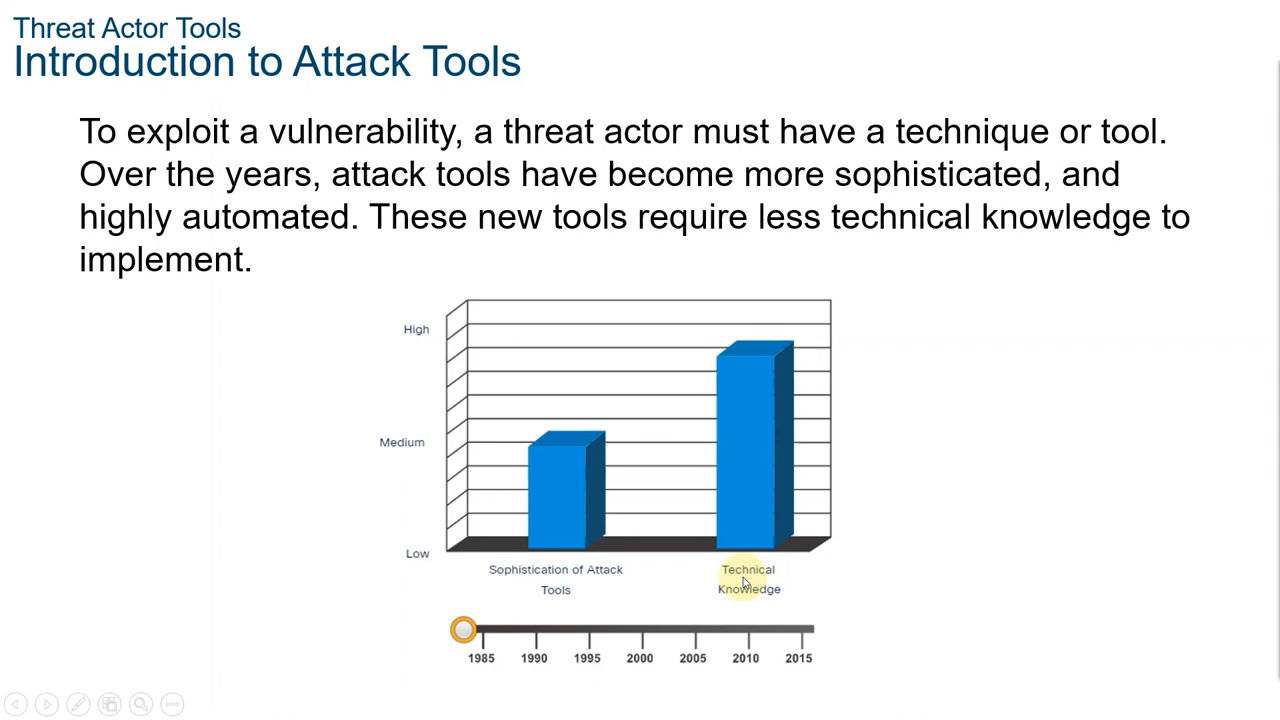 Threat Actor Tools
Introduction to Attack Tools
To exploit a vulnerability, a threat actor must have a technique or tool.
Over the years, attack tools have become more sophisticated, and
highly automated. These new tools require less technical knowledge to
implement.
High
Medium
Low
Sophistication of Attack
Tools
Technical
Knowledge
1985 1990 1995 2000 2005 2010 2015